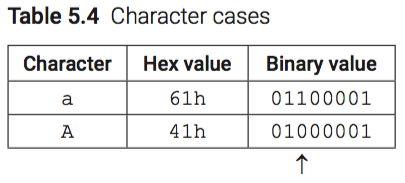 Table 5.4 Character cases
Character Hex value Binary value
a 61h 01100001
A 41h 01000001
↑